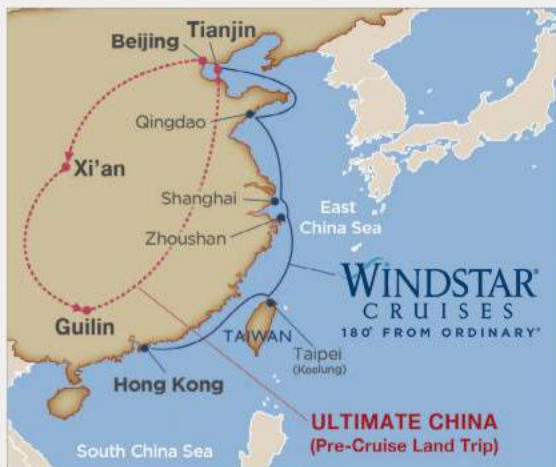 Tianjin
Beijing
Qingdao
Xi'an
Shanghai
East
China Sea
Zhoushan
WINDSTAR®
CRUISES
180° FROM ORDINARY®
Guilin
TAIWAN
Taipei
(Keelung)
Hong Kong
ULTIMATE CHINA
(Pre-Cruise Land Trip)
South China Sea